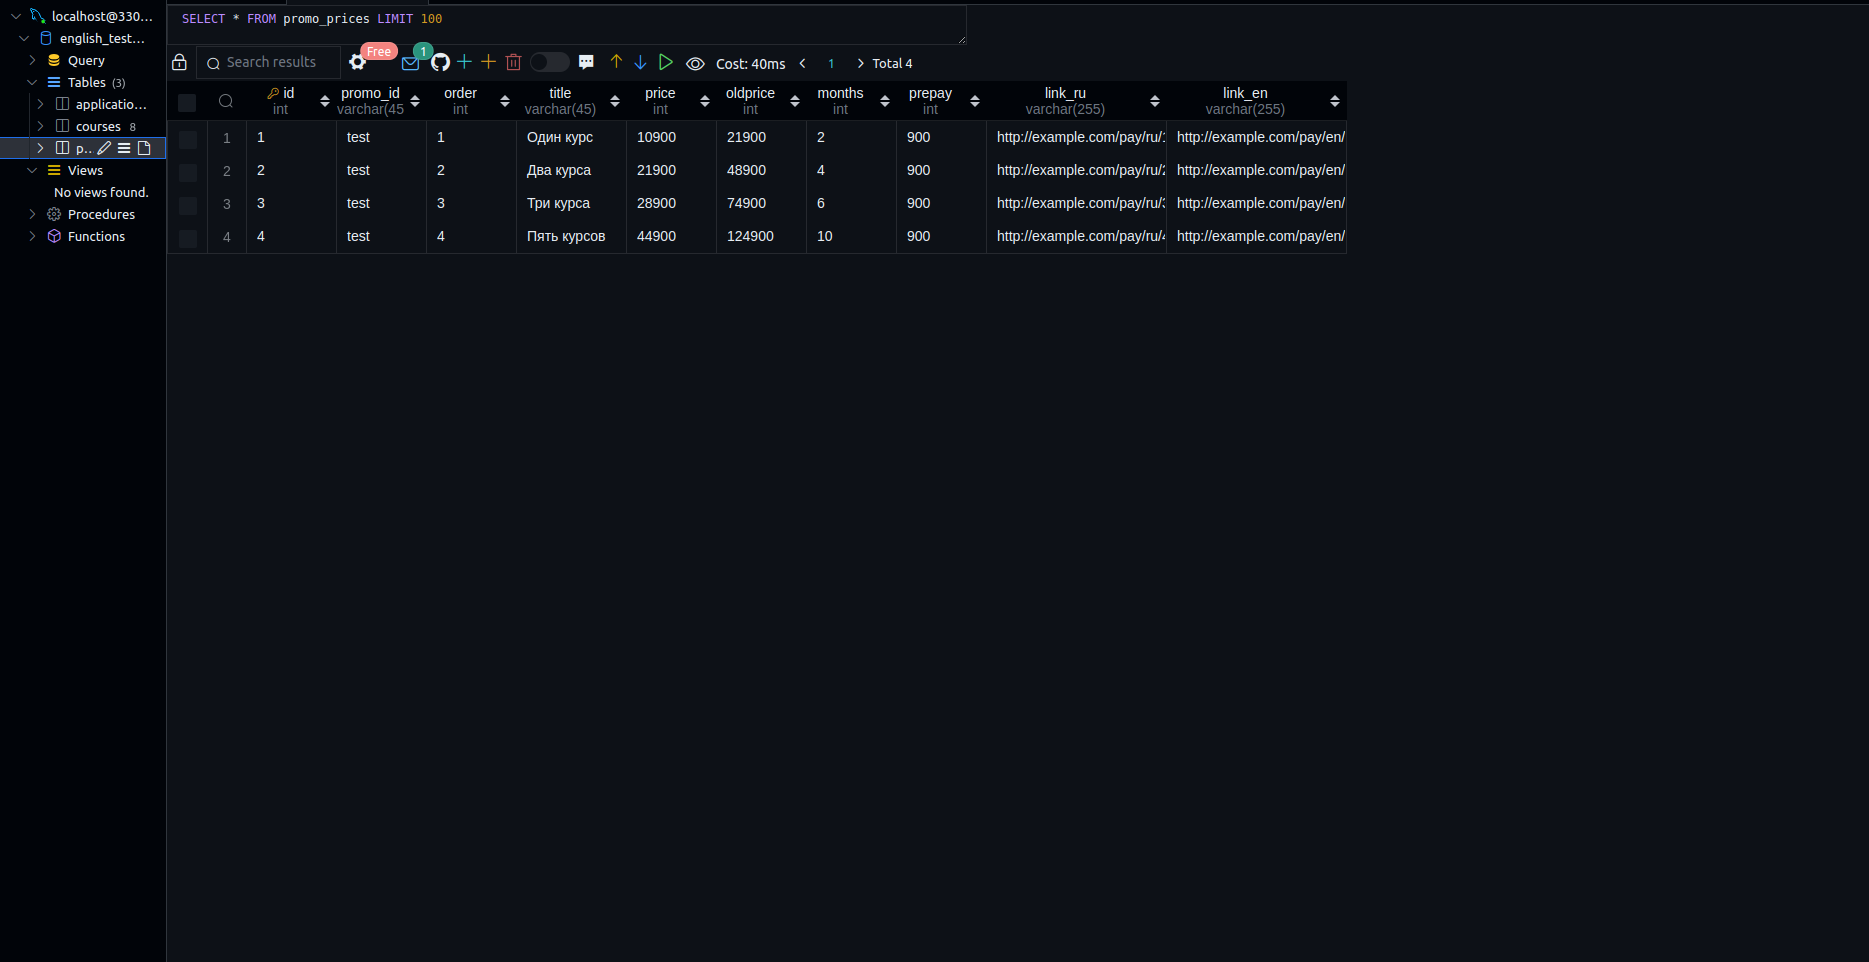 localhost@330...
english_test...
Query
Tables (3)
applicatio...
courses 8
p...
Views
No views found.
Procedures
Functions
SELECT * FROM promo_prices LIMIT 100
Search results Free 1 Cost: 40ms 1 Total 4
id promo_id order title price oldprice months prepay link_ru link_en
int varchar(45 int varchar(45) int int int int varchar(255) varchar(255)
1 1 test 1 Один курс 10900 21900 2 900 http://example.com/pay/ru/1 http://example.com/pay/en/
2 2 test 2 Два курса 21900 48900 4 900 http://example.com/pay/ru/2 http://example.com/pay/en/
3 3 test 3 Три курса 28900 74900 6 900 http://example.com/pay/ru/3 http://example.com/pay/en/
4 4 test 4 Пять курсов 44900 124900 10 900 http://example.com/pay/ru/4 http://example.com/pay/en/